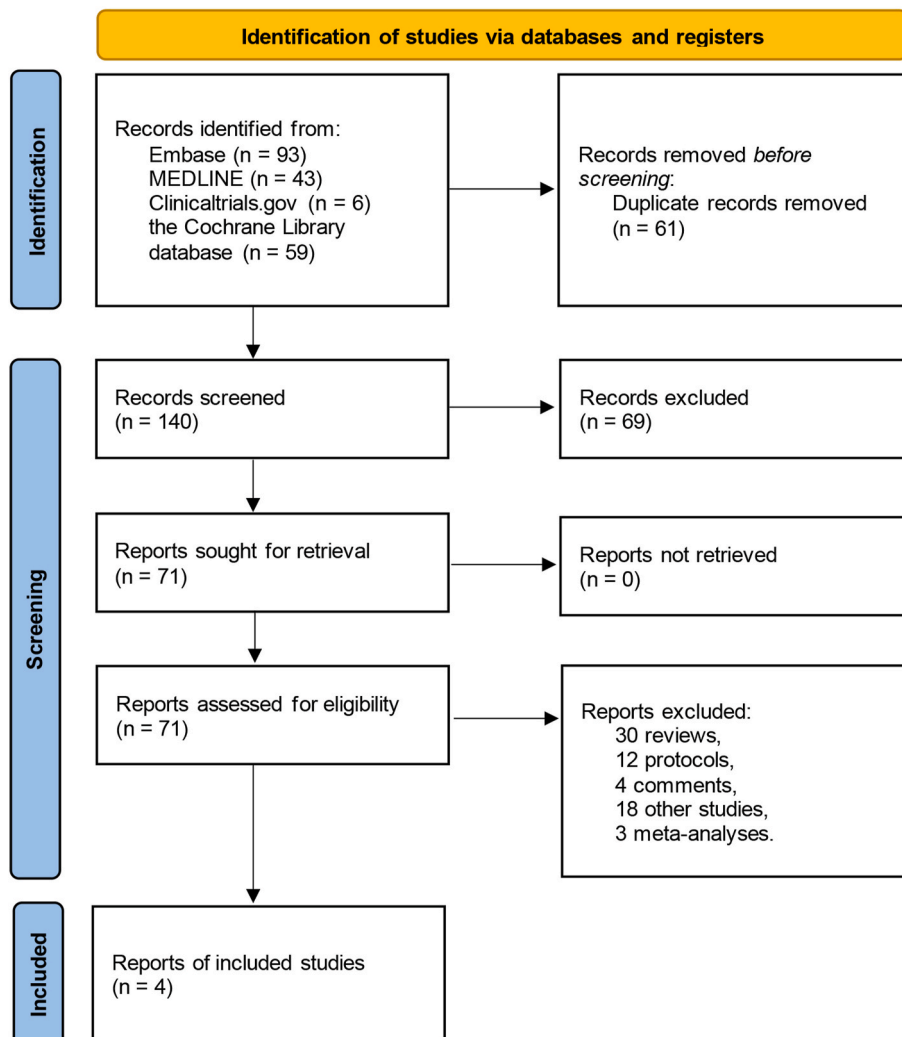 Identification of studies via databases and registers
Identification
Records identified from:
Embase (n = 93)
MEDLINE (n = 43)
Clinicaltrials.gov (n = 6)
the Cochrane Library
database (n = 59)
Records removed before
screening:
Duplicate records removed
(n = 61)
Screening
Records screened
(n = 140)
Records excluded
(n = 69)
Reports sought for retrieval
(n = 71)
Reports not retrieved
(n = 0)
Reports assessed for eligibility
(n = 71)
Reports excluded:
30 reviews,
12 protocols,
4 comments,
18 other studies,
3 meta-analyses.
Included
Reports of included studies
(n = 4)